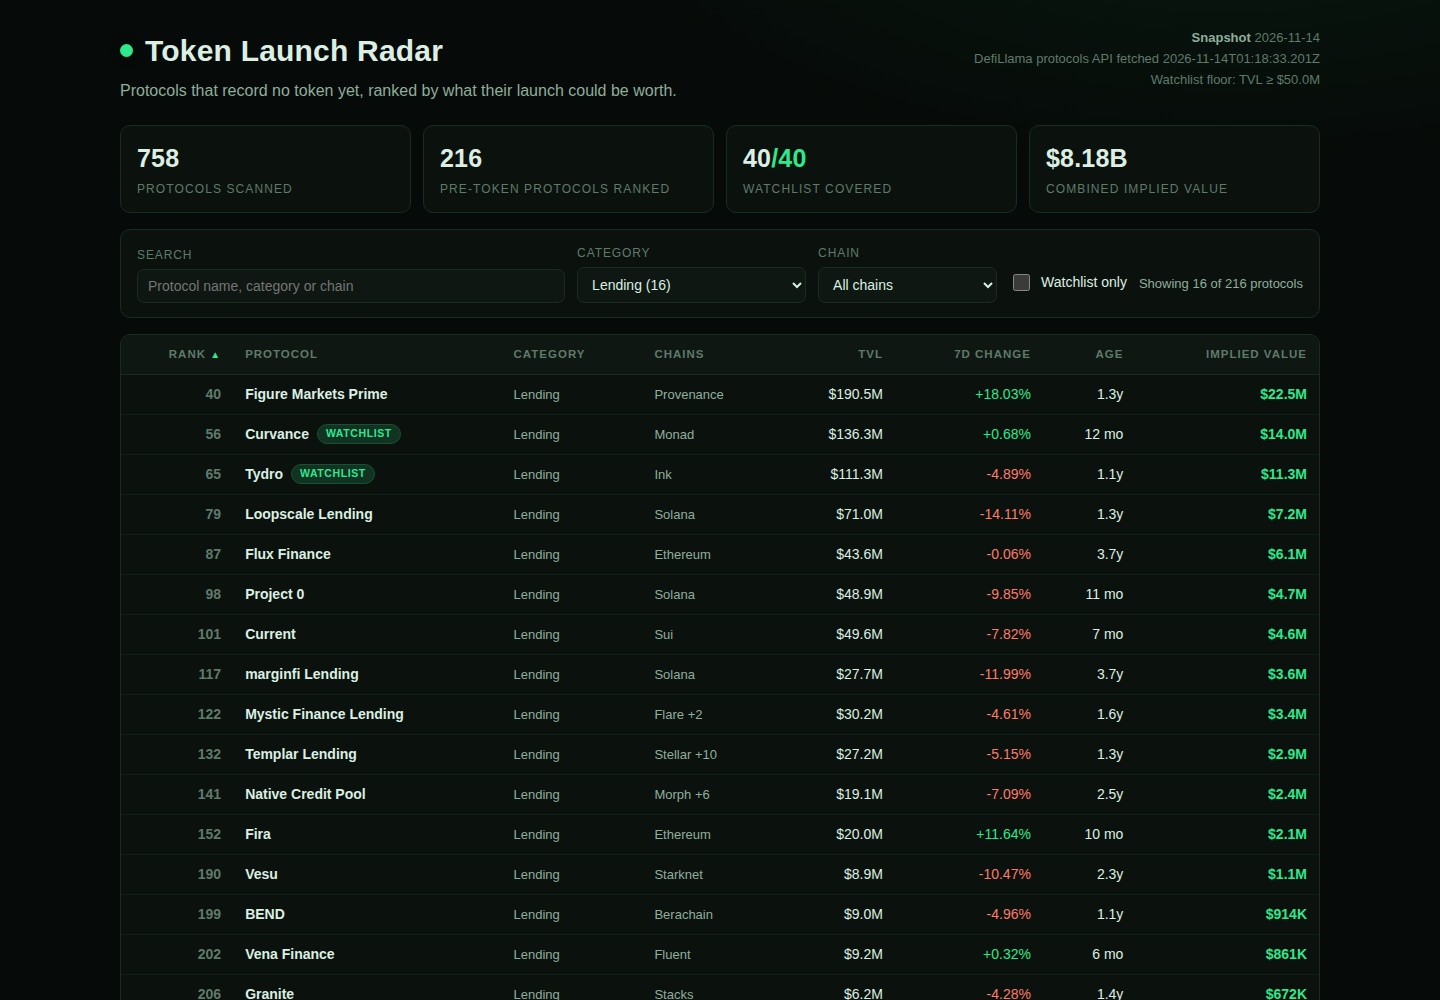 Token Launch Radar
Protocols that record no token yet, ranked by what their launch could be worth.
Snapshot 2026-11-14
DefiLlama protocols API fetched 2026-11-14T01:18:33.201Z
Watchlist floor: TVL ≥ $50.0M
758
PROTOCOLS SCANNED
216
PRE-TOKEN PROTOCOLS RANKED
40/40
WATCHLIST COVERED
$8.18B
COMBINED IMPLIED VALUE
SEARCH
Protocol name, category or chain
CATEGORY
Lending (16)
CHAIN
All chains
Watchlist only
Showing 16 of 216 protocols
RANK ▲ PROTOCOL CATEGORY CHAINS TVL 7D CHANGE AGE IMPLIED VALUE
40 Figure Markets Prime Lending Provenance $190.5M +18.03% 1.3y $22.5M
56 Curvance WATCHLIST Lending Monad $136.3M +0.68% 12 mo $14.0M
65 Tydro WATCHLIST Lending Ink $111.3M -4.89% 1.1y $11.3M
79 Loopscale Lending Lending Solana $71.0M -14.11% 1.3y $7.2M
87 Flux Finance Lending Ethereum $43.6M -0.06% 3.7y $6.1M
98 Project 0 Lending Solana $48.9M -9.85% 11 mo $4.7M
101 Current Lending Sui $49.6M -7.82% 7 mo $4.6M
117 marginfi Lending Lending Solana $27.7M -11.99% 3.7y $3.6M
122 Mystic Finance Lending Lending Flare +2 $30.2M -4.61% 1.6y $3.4M
132 Templar Lending Lending Stellar +10 $27.2M -5.15% 1.3y $2.9M
141 Native Credit Pool Lending Morph +6 $19.1M -7.09% 2.5y $2.4M
152 Fira Lending Ethereum $20.0M +11.64% 10 mo $2.1M
190 Vesu Lending Starknet $8.9M -10.47% 2.3y $1.1M
199 BEND Lending Berachain $9.0M -4.96% 1.1y $914K
202 Vena Finance Lending Fluent $9.2M +0.32% 6 mo $861K
206 Granite Lending Stacks $6.2M -4.28% 1.4y $672K